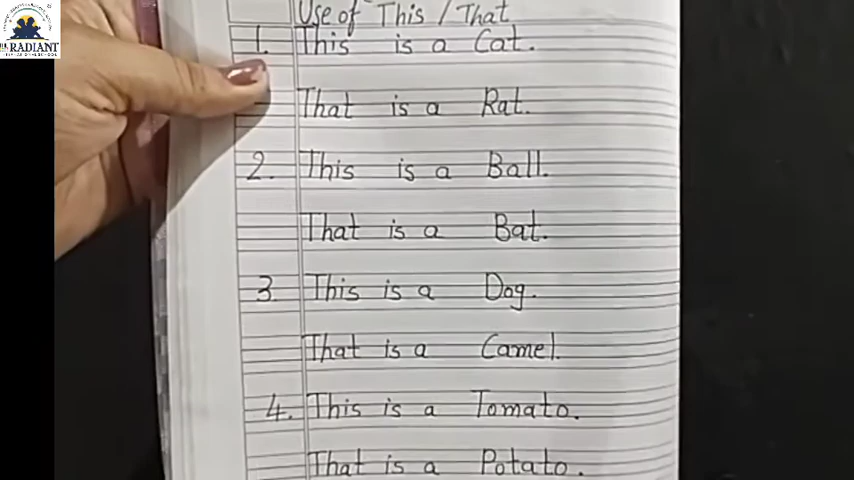 RADIANT
Use of This / That
1. This is a Cat.
That is a Rat.
2. This is a Ball.
That is a Bat.
3. This is a Dog.
That is a Camel.
4. This is a Tomato.
That is a Potato.